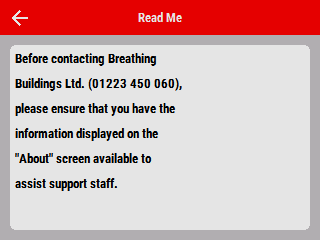 Read Me
Before contacting Breathing
Buildings Ltd. (01223 450 060),
please ensure that you have the
information displayed on the
"About" screen available to
assist support staff.